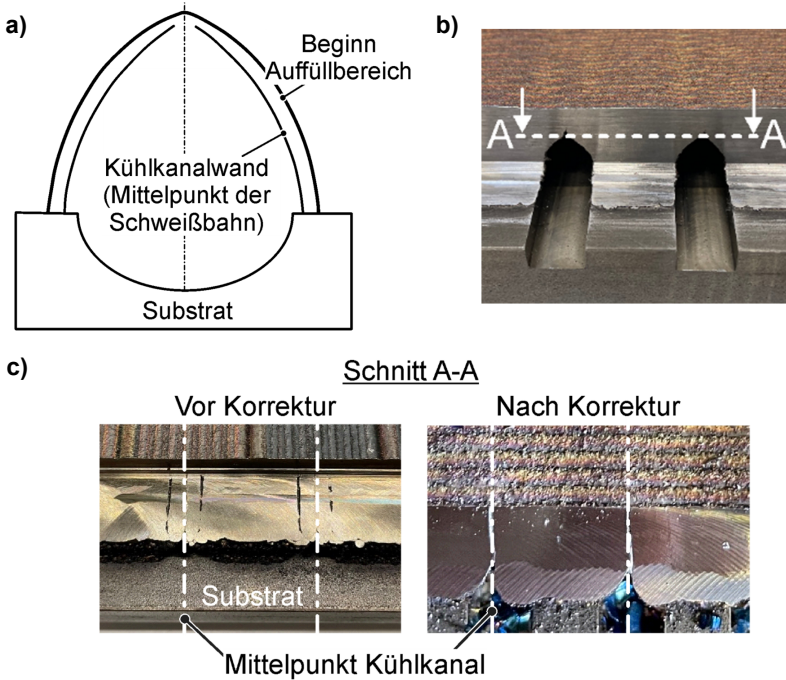 a)
Beginn
Auffüllbereich
Kühlkanalwand
(Mittelpunkt der
Schweißbahn)
Substrat
b)
A A
c)
Schnitt A-A
Vor Korrektur
Nach Korrektur
Substrat
Mittelpunkt Kühlkanal